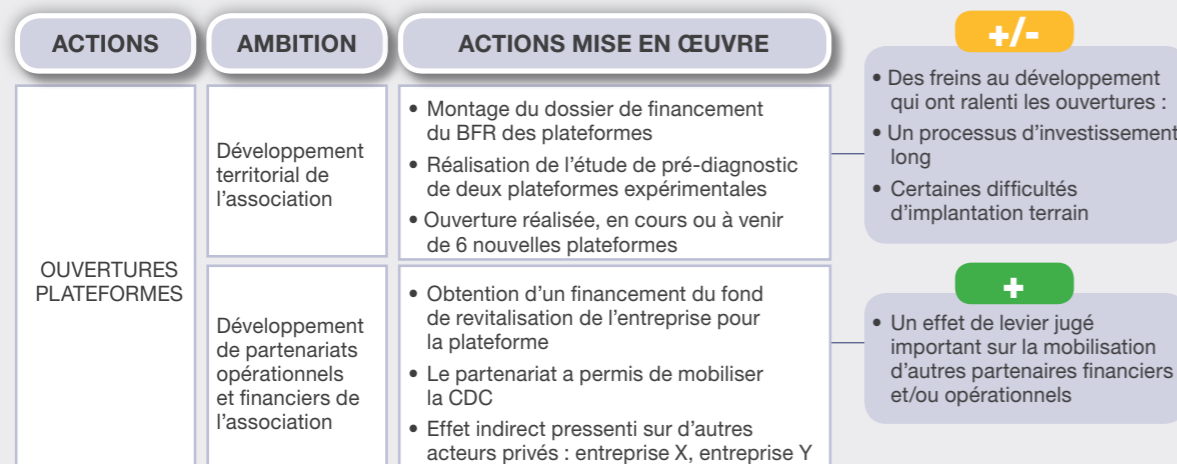 ACTIONS
AMBITION
ACTIONS MISE EN ŒUVRE
OUVERTURES
PLATEFORMES
Développement
territorial de
l'association
• Montage du dossier de financement
du BFR des plateformes
• Réalisation de l'étude de pré-diagnostic
de deux plateformes expérimentales
• Ouverture réalisée, en cours ou à venir
de 6 nouvelles plateformes
+/-
• Des freins au développement
qui ont ralenti les ouvertures :
• Un processus d'investissement
long
• Certaines difficultés
d'implantation terrain
Développement
de partenariats
opérationnels
et financiers de
l'association
• Obtention d'un financement du fond
de revitalisation de l'entreprise pour
la plateforme
• Le partenariat a permis de mobiliser
la CDC
• Effet indirect pressenti sur d'autres
acteurs privés : entreprise X, entreprise Y
+
• Un effet de levier jugé
important sur la mobilisation
d'autres partenaires financiers
et/ou opérationnels